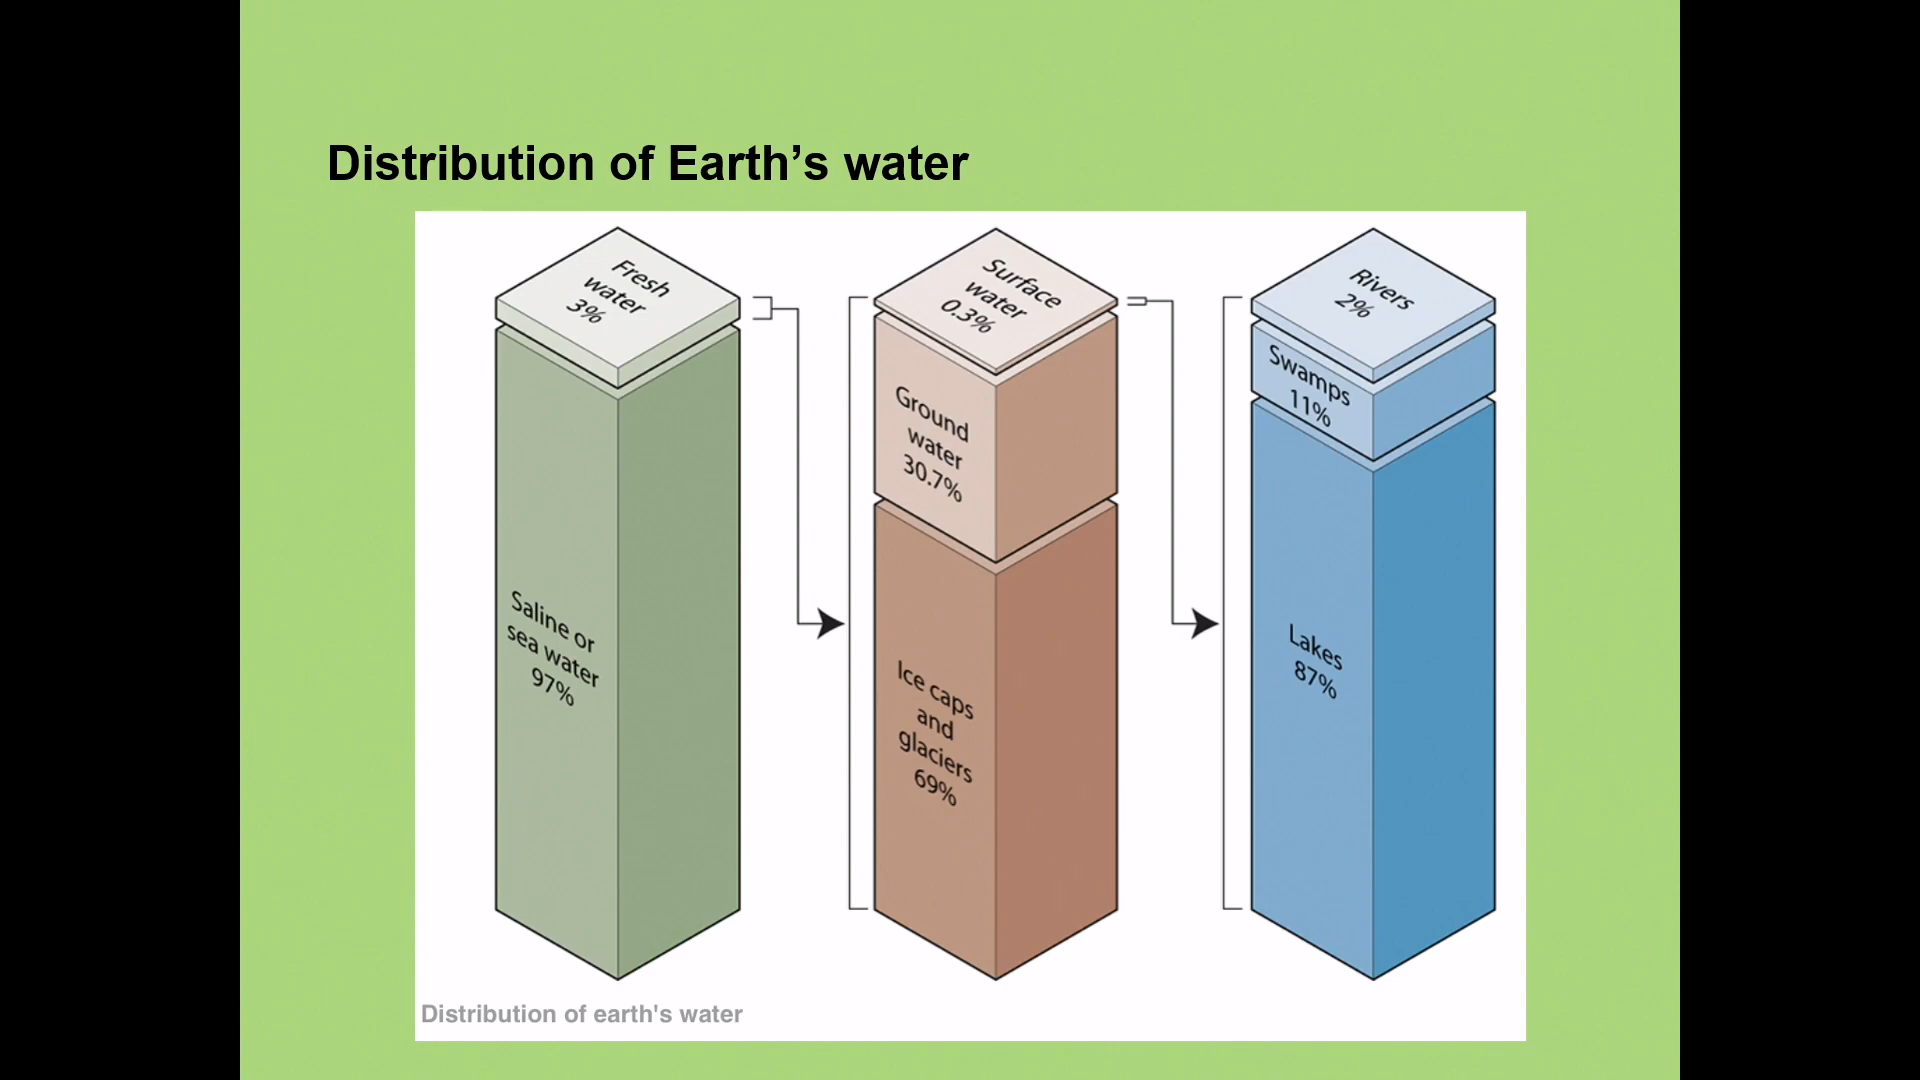 Distribution of Earth’s water
Fresh
water
3%
Saline or
sea water
97%
Surface
water
0.3%
Ground
water
30.7%
Ice caps
and
glaciers
69%
Rivers
2%
Swamps
11%
Lakes
87%
Distribution of earth's water